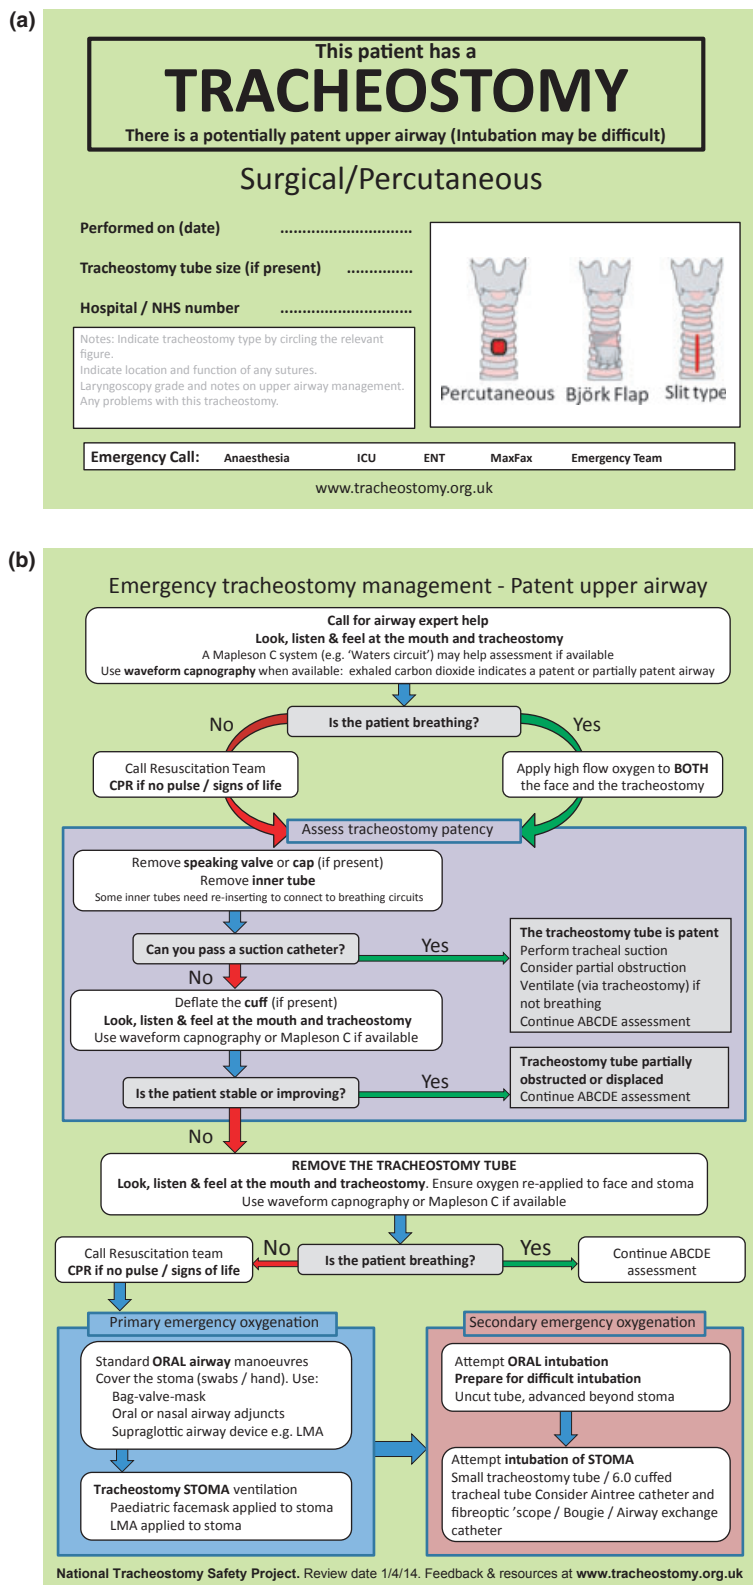 (a)
This patient has a
TRACHEOSTOMY
There is a potentially patent upper airway (Intubation may be difficult)
Surgical/Percutaneous
Performed on (date) ..............................
Tracheostomy tube size (if present) ...............
Hospital / NHS number ..............................
Notes: Indicate tracheostomy type by circling the relevant
figure.
Indicate location and function of any sutures.
Laryngoscopy grade and notes on upper airway management.
Any problems with this tracheostomy.
Percutaneous Björk Flap Slit type
Emergency Call: Anaesthesia ICU ENT MaxFax Emergency Team
www.tracheostomy.org.uk
(b)
Emergency tracheostomy management - Patent upper airway
Call for airway expert help
Look, listen & feel at the mouth and tracheostomy
A Mapleson C system (e.g. ‘Waters circuit’) may help assessment if available
Use waveform capnography when available: exhaled carbon dioxide indicates a patent or partially patent airway
No
Is the patient breathing?
Yes
Call Resuscitation Team
CPR if no pulse / signs of life
Apply high flow oxygen to BOTH
the face and the tracheostomy
Assess tracheostomy patency
Remove speaking valve or cap (if present)
Remove inner tube
Some inner tubes need re-inserting to connect to breathing circuits
Can you pass a suction catheter?
Yes
The tracheostomy tube is patent
Perform tracheal suction
Consider partial obstruction
Ventilate (via tracheostomy) if
not breathing
Continue ABCDE assessment
No
Deflate the cuff (if present)
Look, listen & feel at the mouth and tracheostomy
Use waveform capnography or Mapleson C if available
Is the patient stable or improving?
Yes
Tracheostomy tube partially
obstructed or displaced
Continue ABCDE assessment
No
REMOVE THE TRACHEOSTOMY TUBE
Look, listen & feel at the mouth and tracheostomy. Ensure oxygen re-applied to face and stoma
Use waveform capnography or Mapleson C if available
Call Resuscitation team
CPR if no pulse / signs of life
No
Is the patient breathing?
Yes
Continue ABCDE
assessment
Primary emergency oxygenation
Standard ORAL airway manoeuvres
Cover the stoma (swabs / hand). Use:
Bag-valve-mask
Oral or nasal airway adjuncts
Supraglottic airway device e.g. LMA
Tracheostomy STOMA ventilation
Paediatric facemask applied to stoma
LMA applied to stoma
Secondary emergency oxygenation
Attempt ORAL intubation
Prepare for difficult intubation
Uncut tube, advanced beyond stoma
Attempt intubation of STOMA
Small tracheostomy tube / 6.0 cuffed
tracheal tube Consider Aintree catheter and
fibreoptic ’scope / Bougie / Airway exchange
catheter
National Tracheostomy Safety Project. Review date 1/4/14. Feedback & resources at www.tracheostomy.org.uk